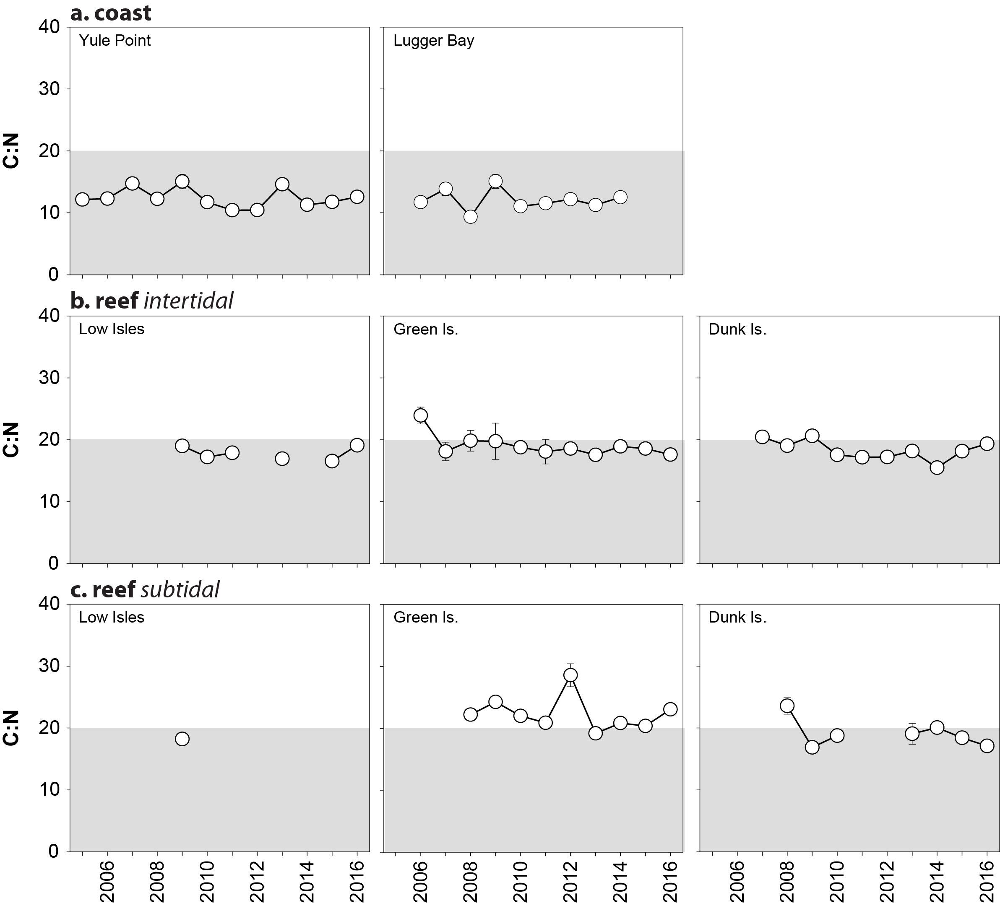 a. coast
40
30
20
10
0
C:N
Yule Point
Lugger Bay
b. reef intertidal
40
30
20
10
0
C:N
Low Isles
Green Is.
Dunk Is.
c. reef subtidal
40
30
20
10
0
C:N
Low Isles
Green Is.
Dunk Is.
2006 2008 2010 2012 2014 2016
2006 2008 2010 2012 2014 2016
2006 2008 2010 2012 2014 2016